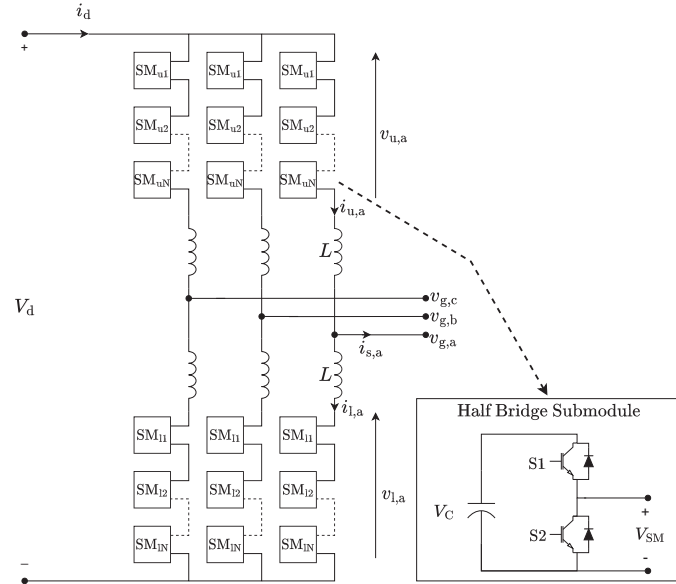 i_d
+
SM_u1 SM_u1 SM_u1
SM_u2 SM_u2 SM_u2
v_u,a
SM_uN SM_uN SM_uN
i_u,a
L
V_d
v_g,c
v_g,b
v_g,a
i_s,a
L
i_l,a
Half Bridge Submodule
SM_l1 SM_l1 SM_l1
S1
SM_l2 SM_l2 SM_l2
v_l,a
V_C
+
S2
V_SM
SM_lN SM_lN SM_lN
-
−